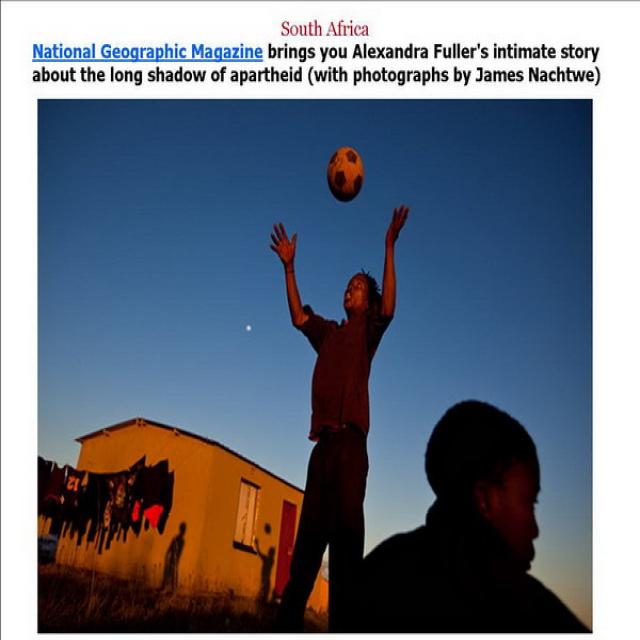 South Africa
National Geographic Magazine brings you Alexandra Fuller's intimate story
about the long shadow of apartheid (with photographs by James Nachtwe)